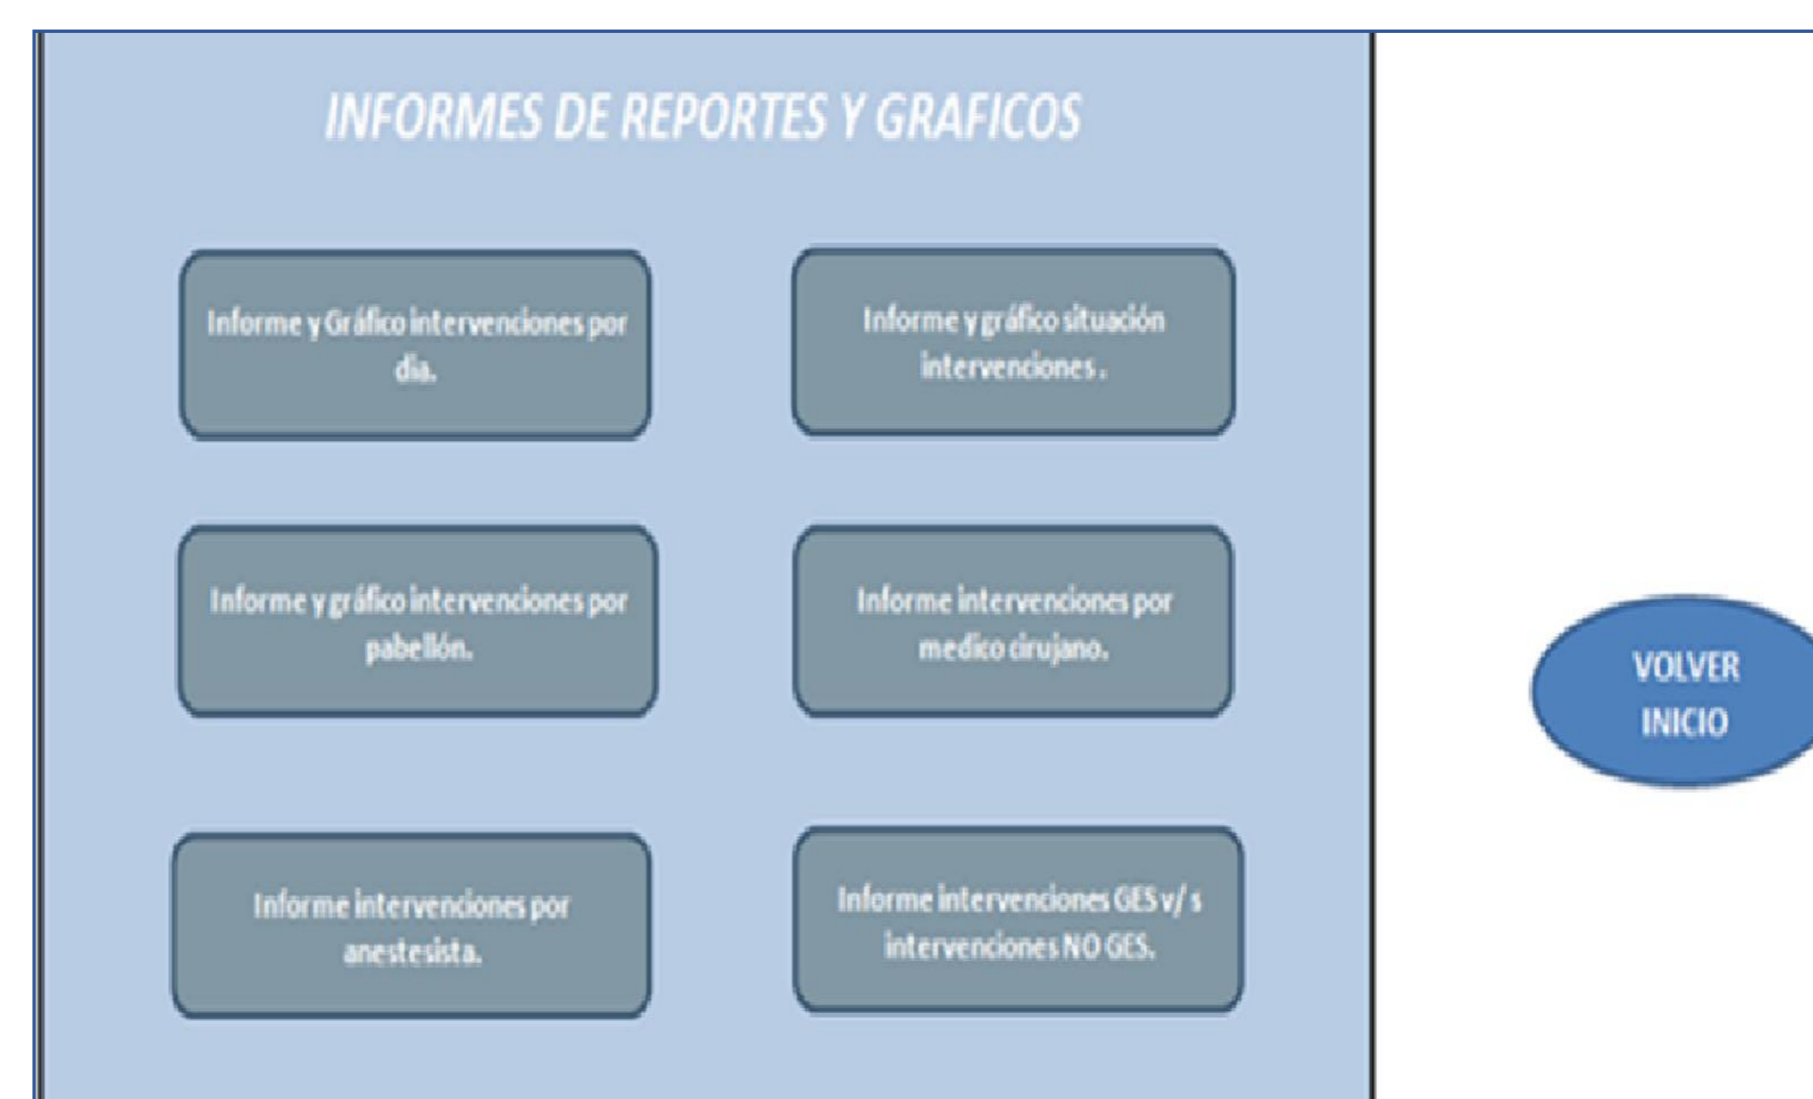 INFORMES DE REPORTES Y GRAFICOS
Informe y Gráfico intervenciones por
dia.
Informe y gráfico situación
intervenciones .
Informe y gráfico intervenciones por
pabellón.
Informe intervenciones por
medico cirujano.
VOLVER
INICIO
Informe intervenciones por
anestesista.
Informe intervenciones GES v/ s
intervenciones NO GES.